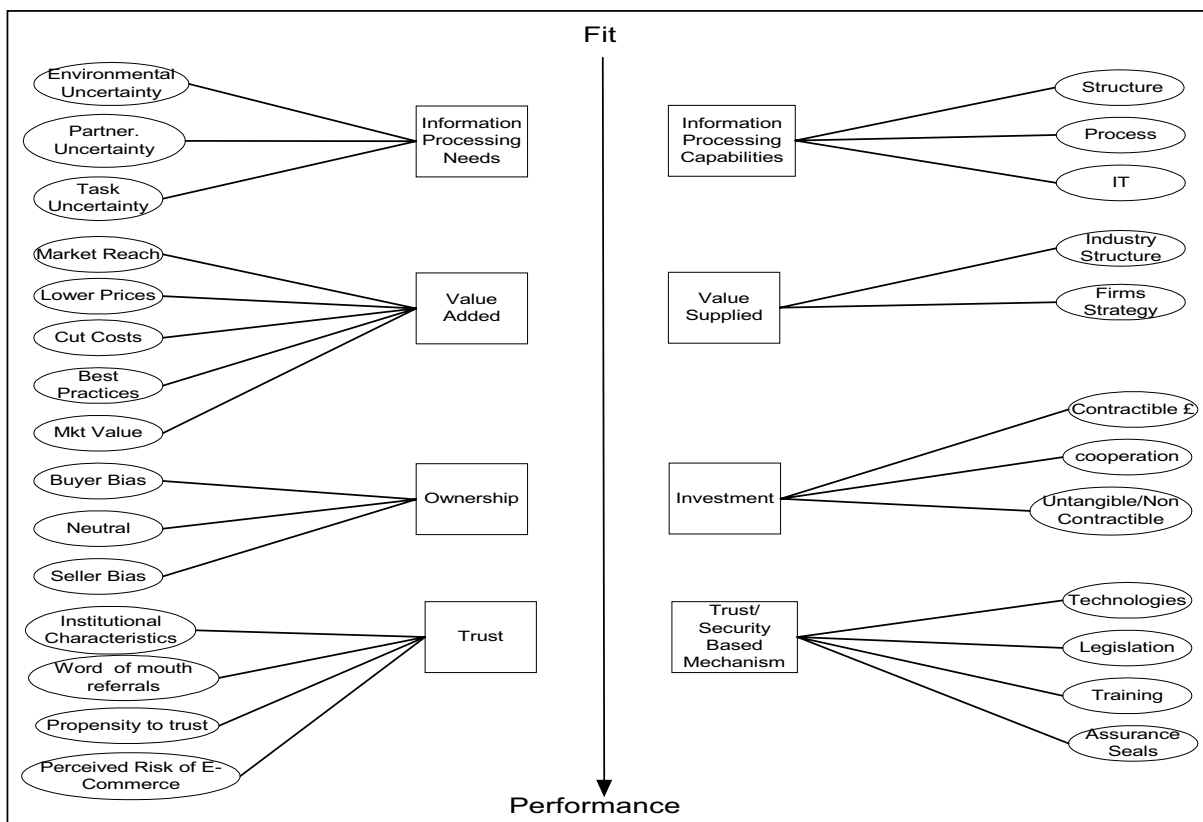 Fit
Environmental
Uncertainty
Partner.
Uncertainty
Task
Uncertainty
Information
Processing
Needs
Market Reach
Lower Prices
Cut Costs
Best
Practices
Mkt Value
Value
Added
Buyer Bias
Neutral
Seller Bias
Ownership
Institutional
Characteristics
Word of mouth
referrals
Propensity to trust
Perceived Risk of E-
Commerce
Trust
Information
Processing
Capabilities
Structure
Process
IT
Value
Supplied
Industry
Structure
Firms
Strategy
Investment
Contractible £
cooperation
Untangible/Non
Contractible
Trust/
Security
Based
Mechanism
Technologies
Legislation
Training
Assurance
Seals
Performance